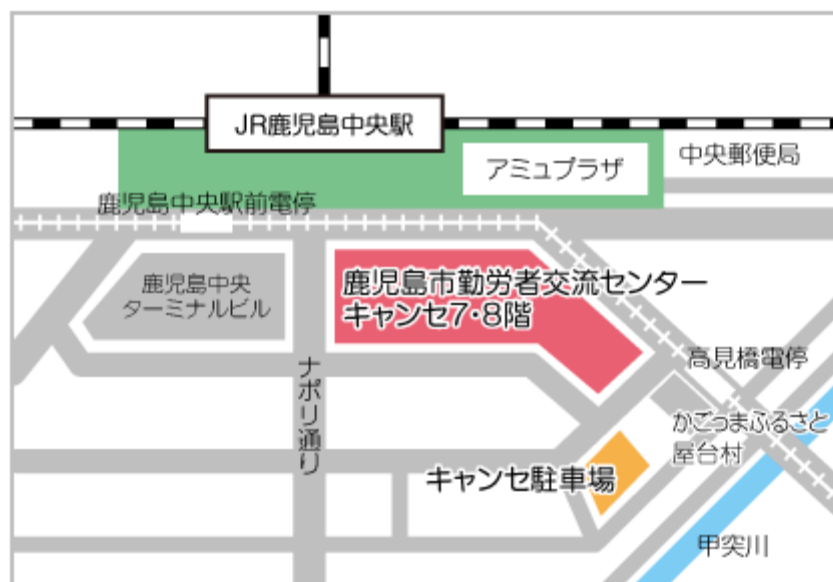 JR鹿児島中央駅
アミュプラザ
中央郵便局
鹿児島中央駅前電停
鹿児島中央
ターミナルビル
鹿児島市勤労者交流センター
キャンセ7・8階
ナポリ通り
高見橋電停
かごっまふるさと
屋台村
キャンセ駐車場
甲突川